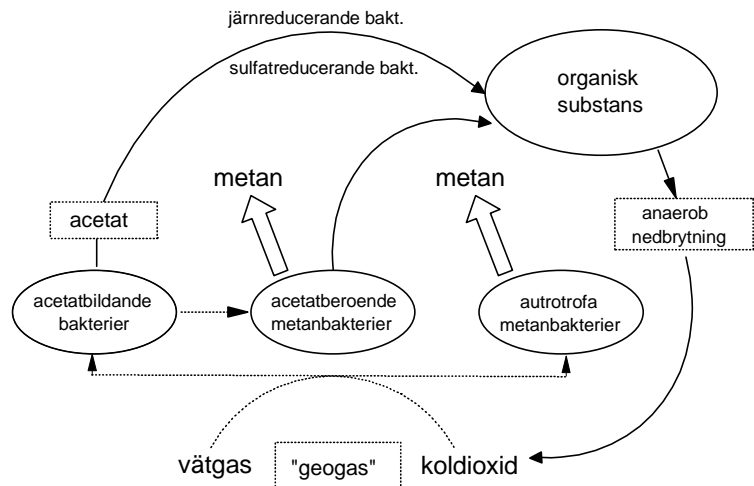 järnreducerande bakt.
sulfatreducerande bakt.
organisk
substans
metan
metan
acetat
anaerob
nedbrytning
acetatbildande
bakterier
acetatberoende
metanbakterier
autrotrofa
metanbakterier
vätgas
"geogas"
koldioxid